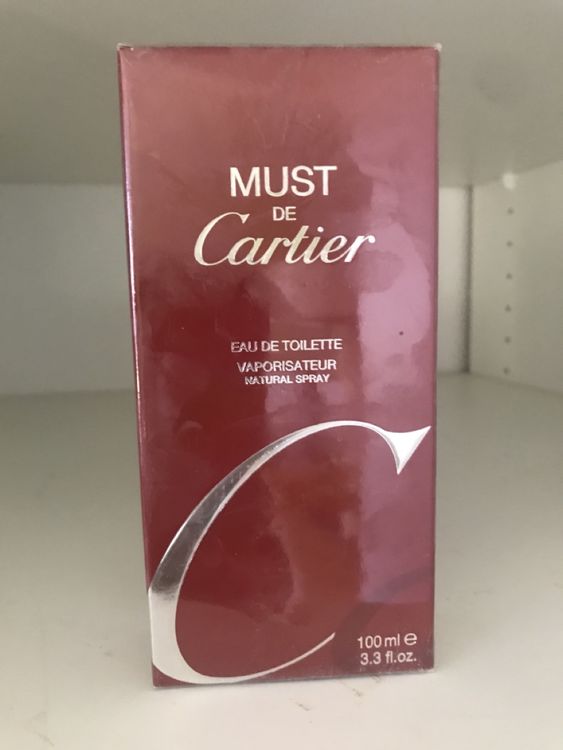 MUST
DE
Cartier
EAU DE TOILETTE
VAPORISATEUR
NATURAL SPRAY
100 ml e
3.3 fl.oz.